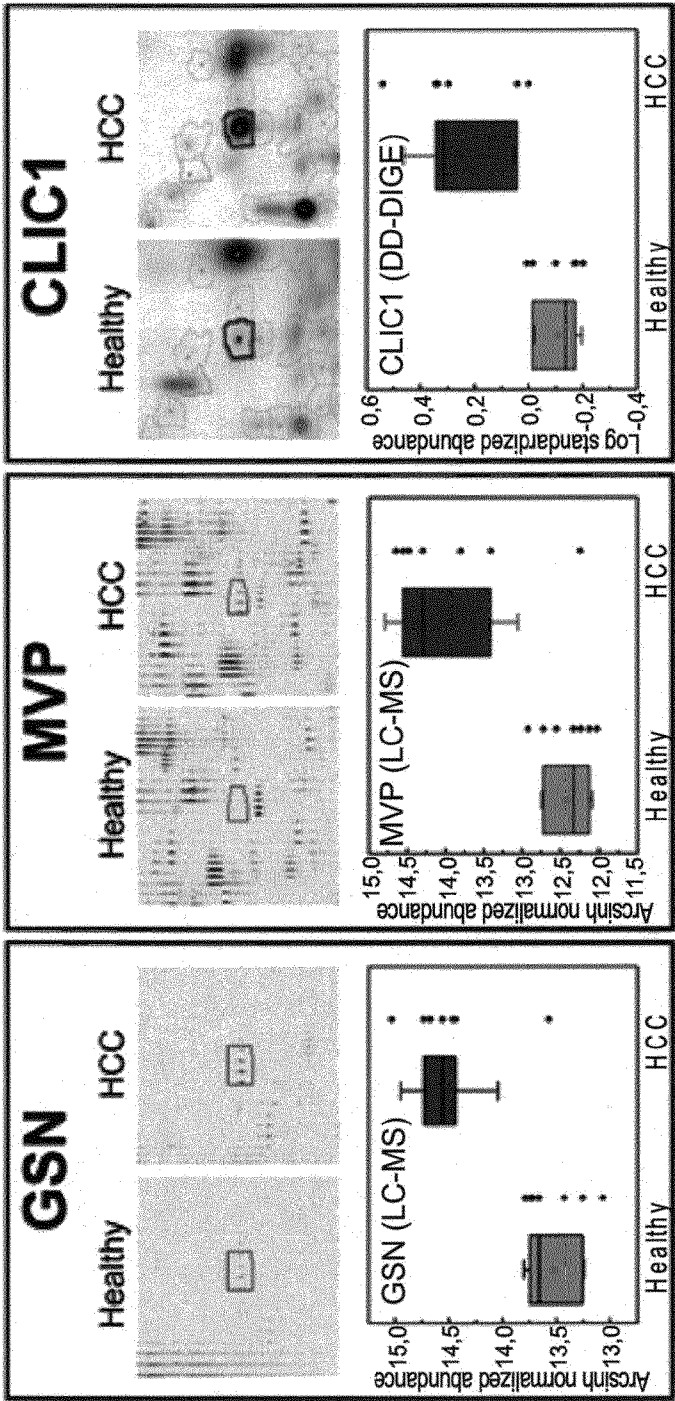 GSN
Healthy HCC
GSN (LC-MS)
Arcsinh normalized abundance
15,0
14,5
14,0
13,5
13,0
Healthy HCC
MVP
Healthy HCC
MVP (LC-MS)
Arcsinh normalized abundance
15,0
14,5
14,0
13,5
13,0
12,5
12,0
11,5
Healthy HCC
CLIC1
Healthy HCC
CLIC1 (DD-DIGE)
Log standardized abundance
0,6
0,4
0,2
0,0
-0,2
-0,4
Healthy HCC